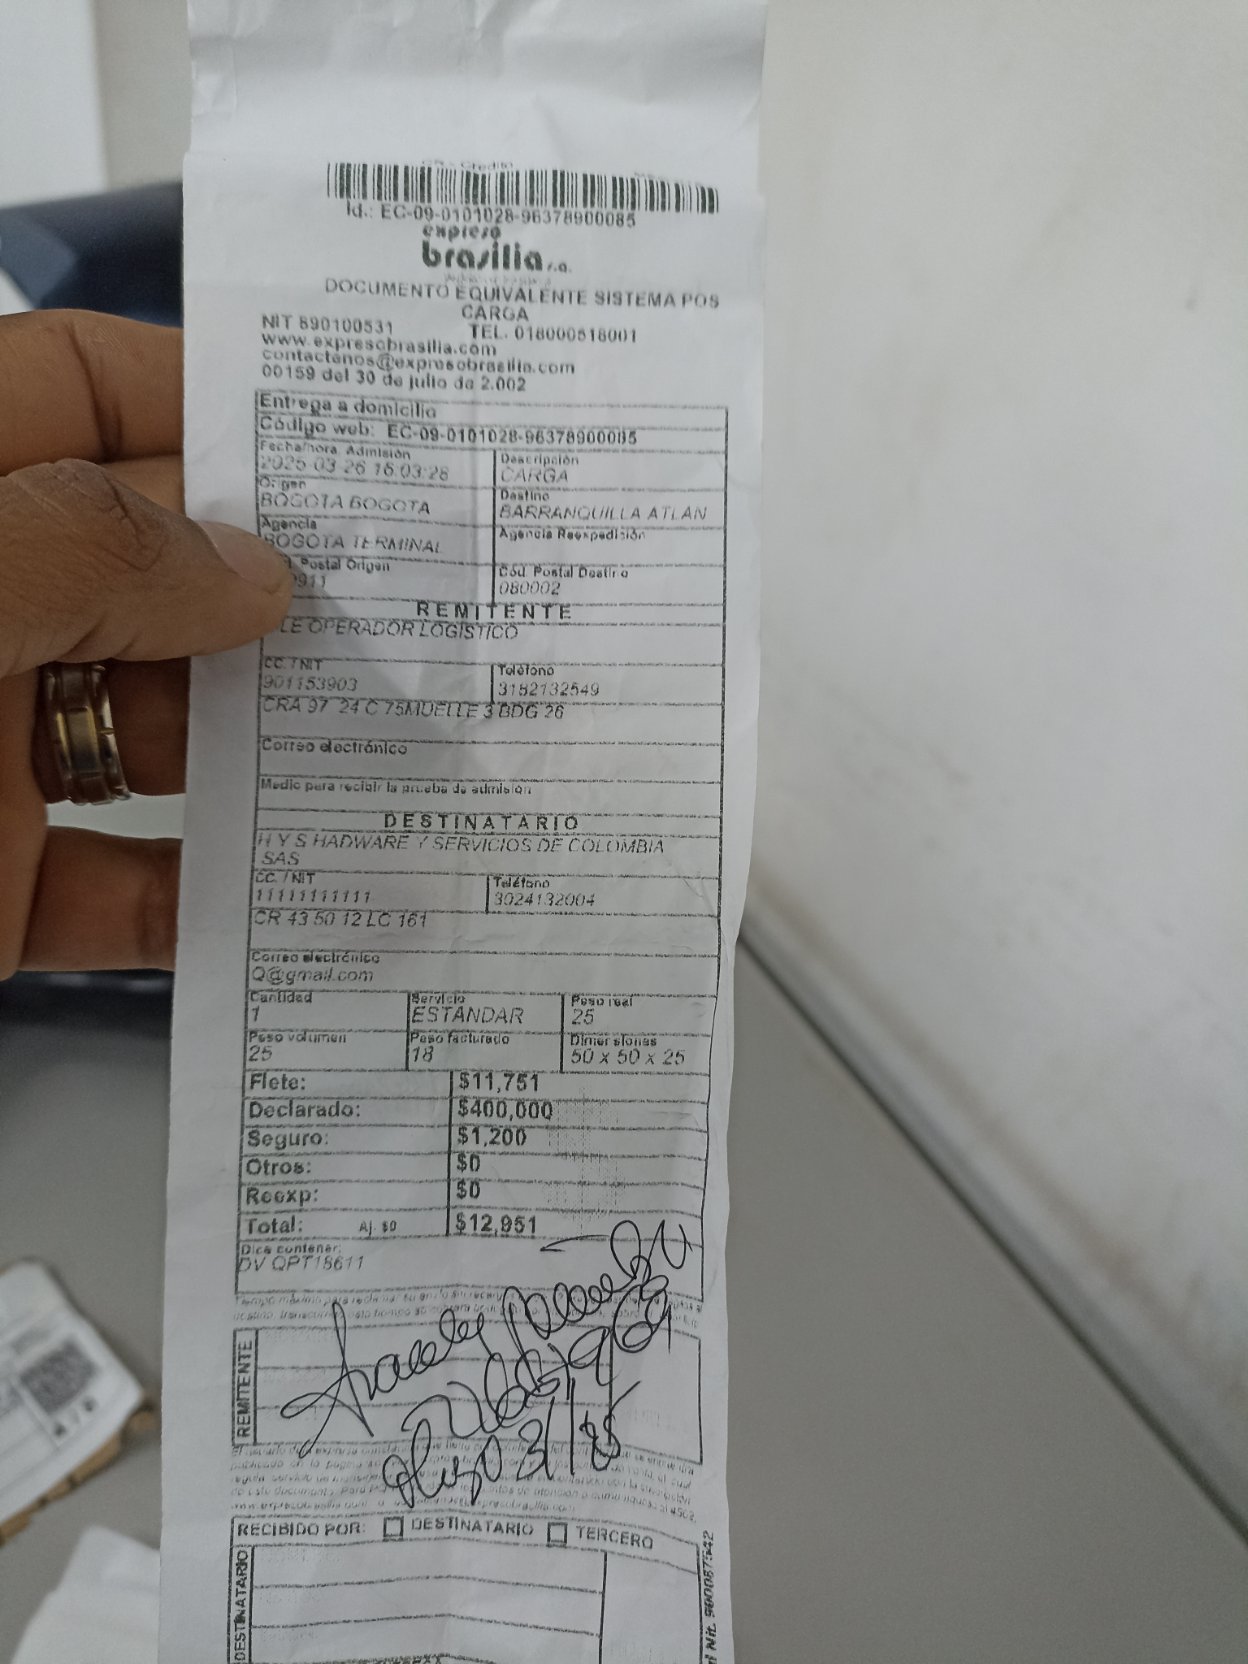 Id.: EC-09-0101028-96378900085
expreso
brasilia s.a.
DOCUMENTO EQUIVALENTE SISTEMA POS
CARGA
NIT 890100531 TEL. 018000518001
www.expresobrasilia.com
contactenos@expresobrasilia.com
00159 del 30 de julio de 2.002
Entrega a domicilio
Código web: EC-09-0101028-96378900085
Fecha/hora Admisión Descripción
2025-03-26 16:03:28 CARGA
Origen Destino
BOGOTA BOGOTA BARRANQUILLA ATLAN
Agencia Agencia Reexpedición
BOGOTA TERMINAL
Postal Origen Cód. Postal Destino
911 080002
REMITENTE
LE OPERADOR LOGISTICO
CC. / NIT Teléfono
901153903 3182132549
CRA 97 24 C 75MUELLE 3 BDG 26
Correo electrónico
Medio para recibir la prueba de admisión
DESTINATARIO
H Y S HADWARE Y SERVICIOS DE COLOMBIA
SAS
CC. / NIT Teléfono
11111111111 3024132004
CR 43 50 12 LC 161
Correo electrónico
Q@gmail.com
Cantidad Servicio Peso real
1 ESTANDAR 25
Peso volumen Peso facturado Dimensiones
25 18 50 x 50 x 25
Flete: $11,751
Declarado: $400,000
Seguro: $1,200
Otros: $0
Reexp: $0
Total: Aj. $0 $12,951
Dice contener:
DV QPT18611
REMITENTE
RECIBIDO POR: DESTINATARIO TERCERO
DESTINATARIO